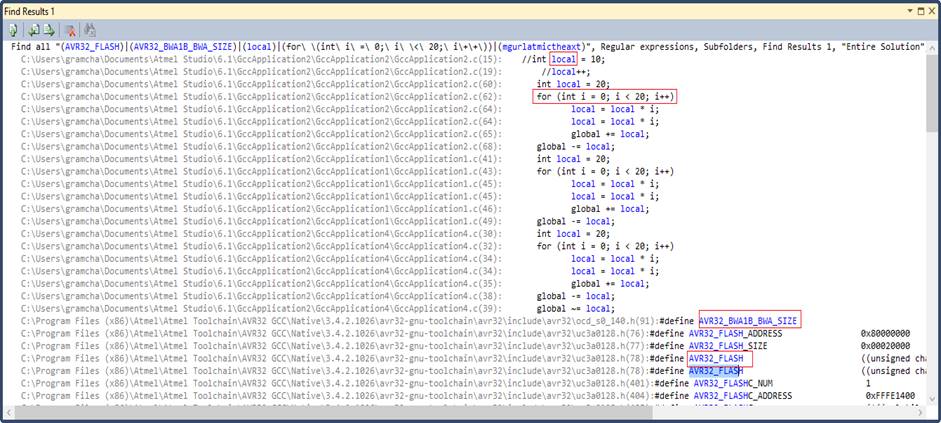 Find Results 1
Find all "(AVR32_FLASH)|(AVR32_BWA1B_BWA_SIZE)|(local)|(for\ \(int\ i\ \=\ 0\;\ i\ \<\ 20;\ i\+\+\))|(mgurlatmictheaxt)", Regular expressions, Subfolders, Find Results 1, "Entire Solution"
C:\Users\gramcha\Documents\Atmel Studio\6.1\GccApplication2\GccApplication2\GccApplication2.c(15): //int local = 10;
C:\Users\gramcha\Documents\Atmel Studio\6.1\GccApplication2\GccApplication2\GccApplication2.c(19): //local++;
C:\Users\gramcha\Documents\Atmel Studio\6.1\GccApplication2\GccApplication2\GccApplication2.c(60): int local = 20;
C:\Users\gramcha\Documents\Atmel Studio\6.1\GccApplication2\GccApplication2\GccApplication2.c(62): for (int i = 0; i < 20; i++)
C:\Users\gramcha\Documents\Atmel Studio\6.1\GccApplication2\GccApplication2\GccApplication2.c(64): local = local * i;
C:\Users\gramcha\Documents\Atmel Studio\6.1\GccApplication2\GccApplication2\GccApplication2.c(64): local = local * i;
C:\Users\gramcha\Documents\Atmel Studio\6.1\GccApplication2\GccApplication2\GccApplication2.c(65): global += local;
C:\Users\gramcha\Documents\Atmel Studio\6.1\GccApplication2\GccApplication2\GccApplication2.c(68): global -= local;
C:\Users\gramcha\Documents\Atmel Studio\6.1\GccApplication2\GccApplication1\GccApplication1.c(41): int local = 20;
C:\Users\gramcha\Documents\Atmel Studio\6.1\GccApplication2\GccApplication1\GccApplication1.c(43): for (int i = 0; i < 20; i++)
C:\Users\gramcha\Documents\Atmel Studio\6.1\GccApplication2\GccApplication1\GccApplication1.c(45): local = local * i;
C:\Users\gramcha\Documents\Atmel Studio\6.1\GccApplication2\GccApplication1\GccApplication1.c(45): local = local * i;
C:\Users\gramcha\Documents\Atmel Studio\6.1\GccApplication2\GccApplication1\GccApplication1.c(46): global += local;
C:\Users\gramcha\Documents\Atmel Studio\6.1\GccApplication2\GccApplication1\GccApplication1.c(49): global -= local;
C:\Users\gramcha\Documents\Atmel Studio\6.1\GccApplication2\GccApplication4\GccApplication4.c(30): int local = 20;
C:\Users\gramcha\Documents\Atmel Studio\6.1\GccApplication2\GccApplication4\GccApplication4.c(32): for (int i = 0; i < 20; i++)
C:\Users\gramcha\Documents\Atmel Studio\6.1\GccApplication2\GccApplication4\GccApplication4.c(34): local = local * i;
C:\Users\gramcha\Documents\Atmel Studio\6.1\GccApplication2\GccApplication4\GccApplication4.c(34): local = local * i;
C:\Users\gramcha\Documents\Atmel Studio\6.1\GccApplication2\GccApplication4\GccApplication4.c(35): global += local;
C:\Users\gramcha\Documents\Atmel Studio\6.1\GccApplication2\GccApplication4\GccApplication4.c(38): global -= local;
C:\Users\gramcha\Documents\Atmel Studio\6.1\GccApplication2\GccApplication4\GccApplication4.c(39): global ~= local;
C:\Program Files (x86)\Atmel\Atmel Toolchain\AVR32 GCC\Native\3.4.2.1026\avr32-gnu-toolchain\avr32\include\avr32\ocd_s0_140.h(91):#define AVR32_BWA1B_BWA_SIZE
C:\Program Files (x86)\Atmel\Atmel Toolchain\AVR32 GCC\Native\3.4.2.1026\avr32-gnu-toolchain\avr32\include\avr32\uc3a0128.h(76):#define AVR32_FLASH_ADDRESS 0x80000000
C:\Program Files (x86)\Atmel\Atmel Toolchain\AVR32 GCC\Native\3.4.2.1026\avr32-gnu-toolchain\avr32\include\avr32\uc3a0128.h(77):#define AVR32_FLASH_SIZE 0x00020000
C:\Program Files (x86)\Atmel\Atmel Toolchain\AVR32 GCC\Native\3.4.2.1026\avr32-gnu-toolchain\avr32\include\avr32\uc3a0128.h(78):#define AVR32_FLASH ((unsigned cha
C:\Program Files (x86)\Atmel\Atmel Toolchain\AVR32 GCC\Native\3.4.2.1026\avr32-gnu-toolchain\avr32\include\avr32\uc3a0128.h(78):#define AVR32_FLASH ((unsigned cha
C:\Program Files (x86)\Atmel\Atmel Toolchain\AVR32 GCC\Native\3.4.2.1026\avr32-gnu-toolchain\avr32\include\avr32\uc3a0128.h(401):#define AVR32_FLASHC_NUM 1
C:\Program Files (x86)\Atmel\Atmel Toolchain\AVR32 GCC\Native\3.4.2.1026\avr32-gnu-toolchain\avr32\include\avr32\uc3a0128.h(404):#define AVR32_FLASHC_ADDRESS 0xFFFE1400